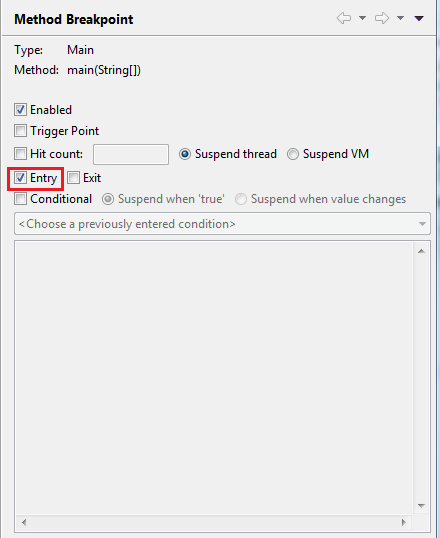 Method Breakpoint
Type: Main
Method: main(String[])
Enabled
Trigger Point
Hit count: Suspend thread Suspend VM
Entry Exit
Conditional Suspend when 'true' Suspend when value changes
<Choose a previously entered condition>